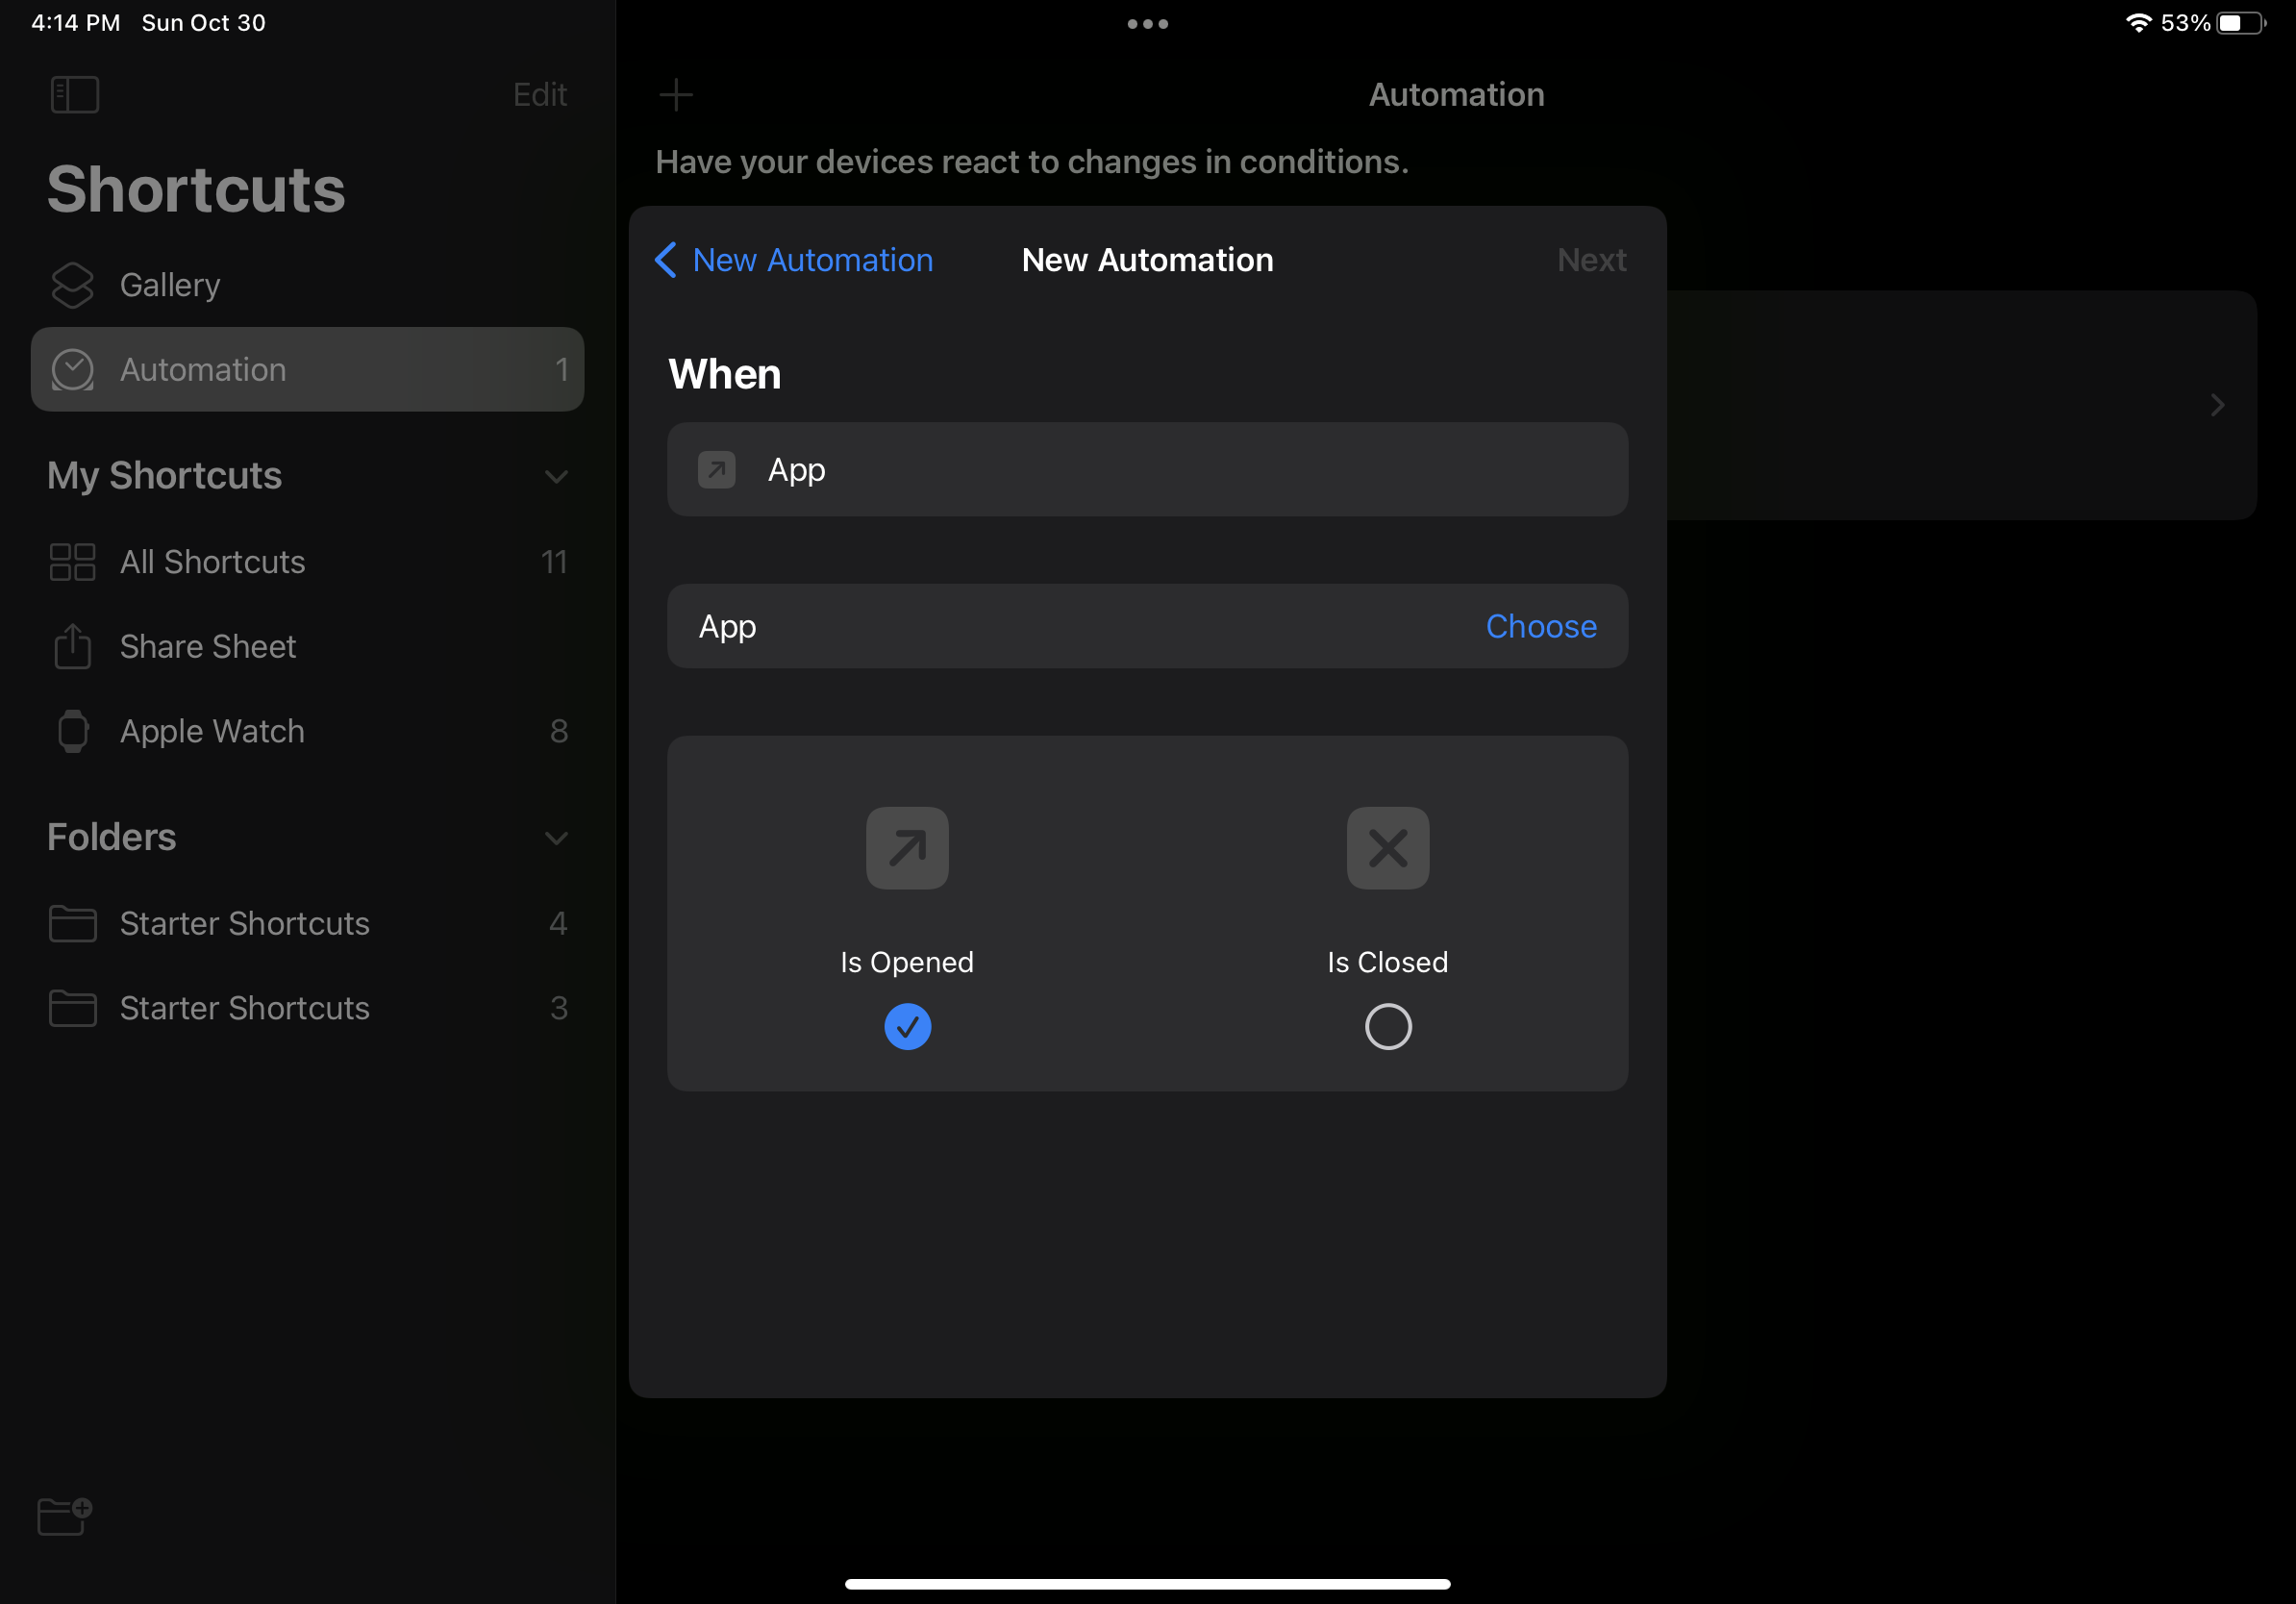 4:14 PM Sun Oct 30
53%
Edit
Shortcuts
Gallery
Automation 1
My Shortcuts
All Shortcuts 11
Share Sheet
Apple Watch 8
Folders
Starter Shortcuts 4
Starter Shortcuts 3
Automation
Have your devices react to changes in conditions.
New Automation New Automation Next
When
App
App Choose
Is Opened Is Closed